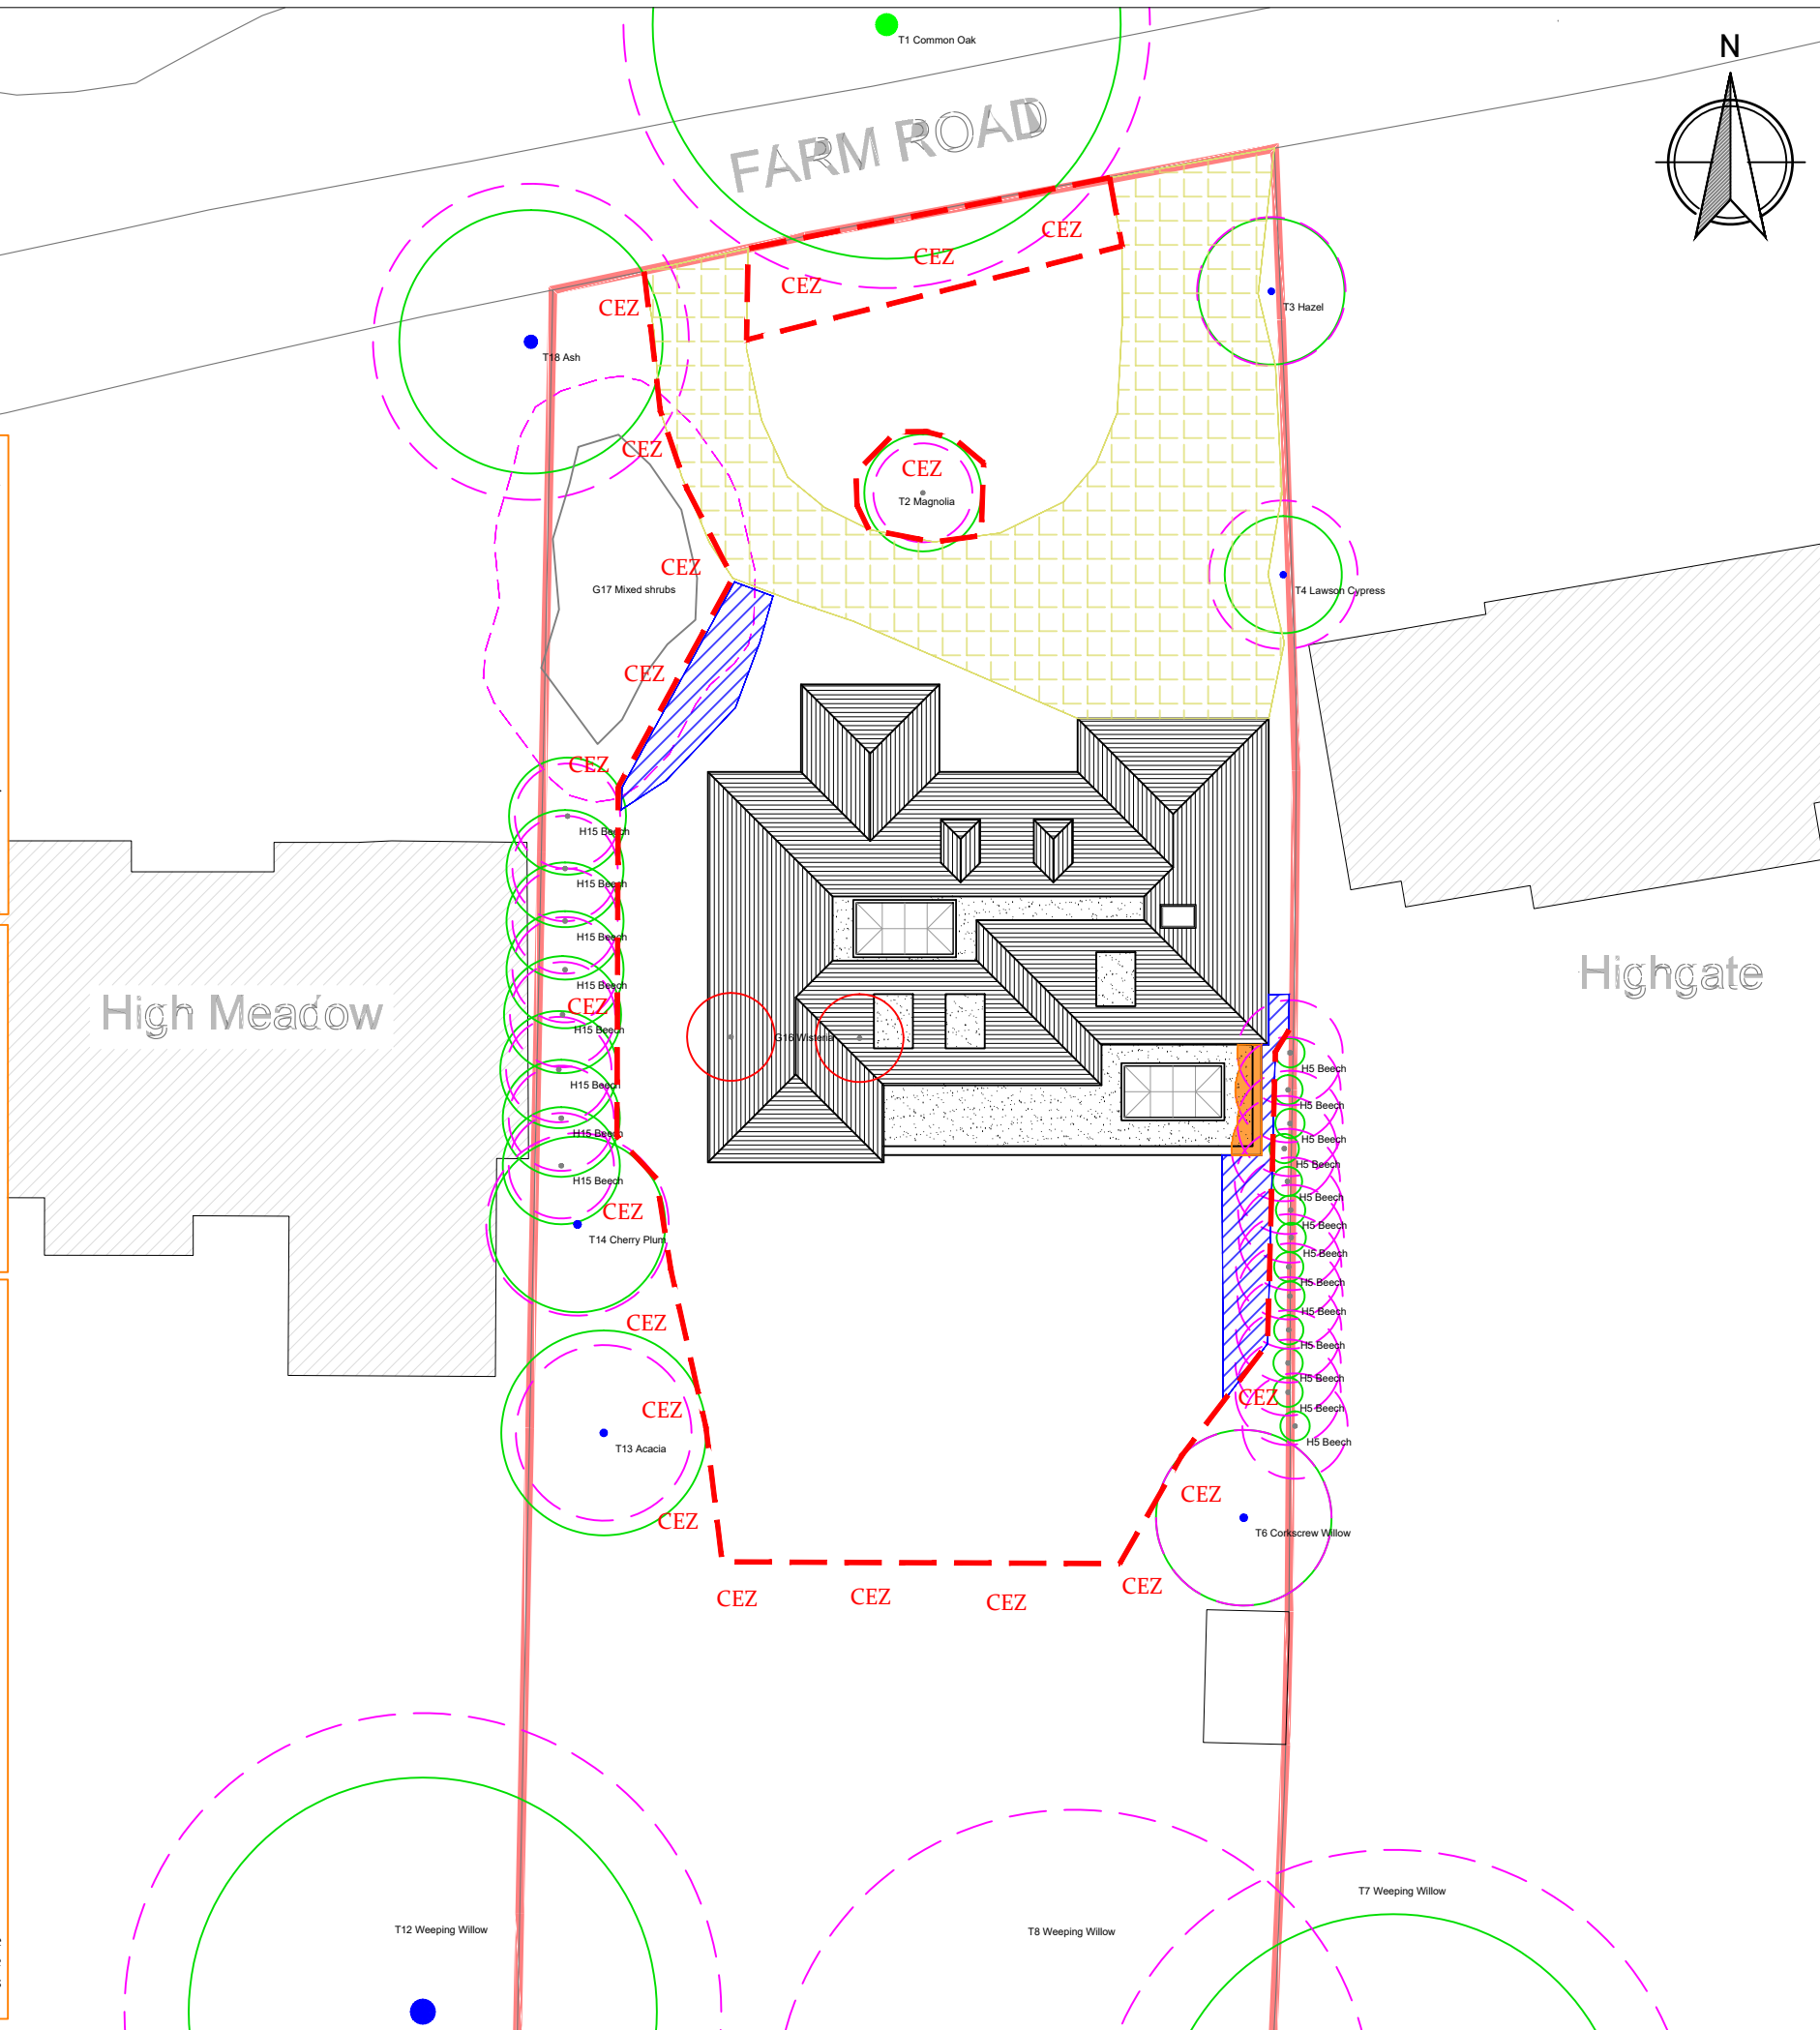 T1 Common Oak
N
FARM ROAD
CEZ
CEZ
CEZ
CEZ
T3 Hazel
T18 Ash
CEZ
CEZ
T2 Magnolia
CEZ
G17 Mixed shrubs
T4 Lawson Cypress
CEZ
CEZ
H15 Beech
H15 Beech
H15 Beech
H15 Beech
CEZ
High Meadow
Highgate
H15 Beech
G16 Wisteria
H15 Beech
H15 Beech
H15 Beech
H5 Beech
H5 Beech
H5 Beech
H5 Beech
H5 Beech
H5 Beech
H5 Beech
H5 Beech
H5 Beech
H5 Beech
H5 Beech
H5 Beech
H5 Beech
CEZ
T14 Cherry Plum
CEZ
CEZ
CEZ
T13 Acacia
CEZ
CEZ
T6 Corkscrew Willow
CEZ
CEZ
CEZ
CEZ
T7 Weeping Willow
T12 Weeping Willow
T8 Weeping Willow